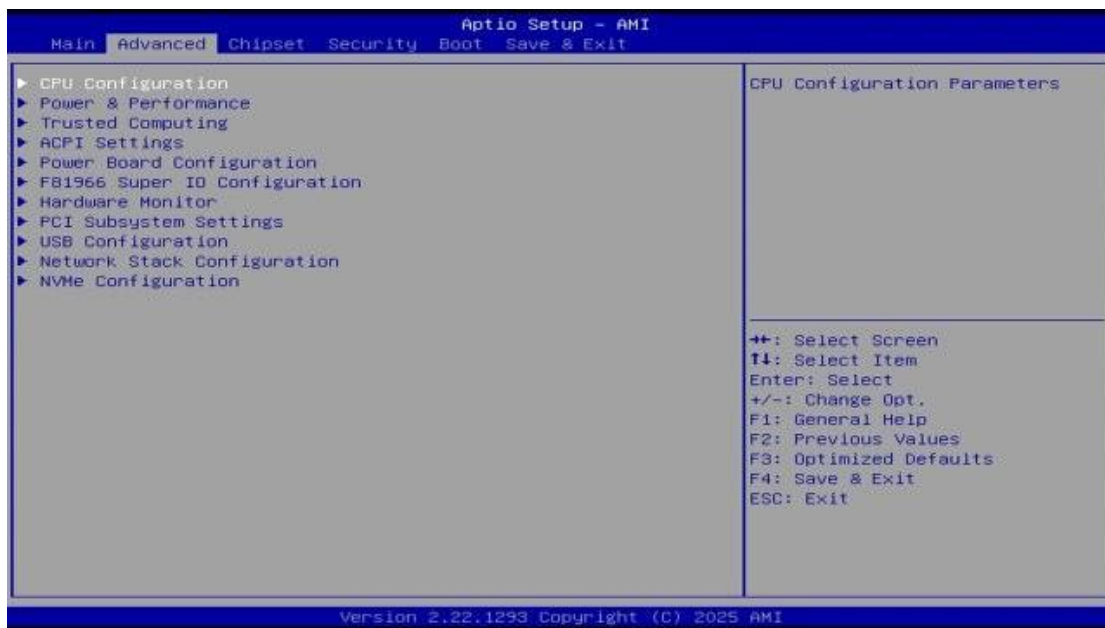 Aptio Setup - AMI
Main Advanced Chipset Security Boot Save & Exit
CPU Configuration
Power & Performance
Trusted Computing
ACPI Settings
Power Board Configuration
F81966 Super IO Configuration
Hardware Monitor
PCI Subsystem Settings
USB Configuration
Network Stack Configuration
NVMe Configuration
CPU Configuration Parameters
→←: Select Screen
↑↓: Select Item
Enter: Select
+/-: Change Opt.
F1: General Help
F2: Previous Values
F3: Optimized Defaults
F4: Save & Exit
ESC: Exit
Version 2.22.1293 Copyright (C) 2025 AMI